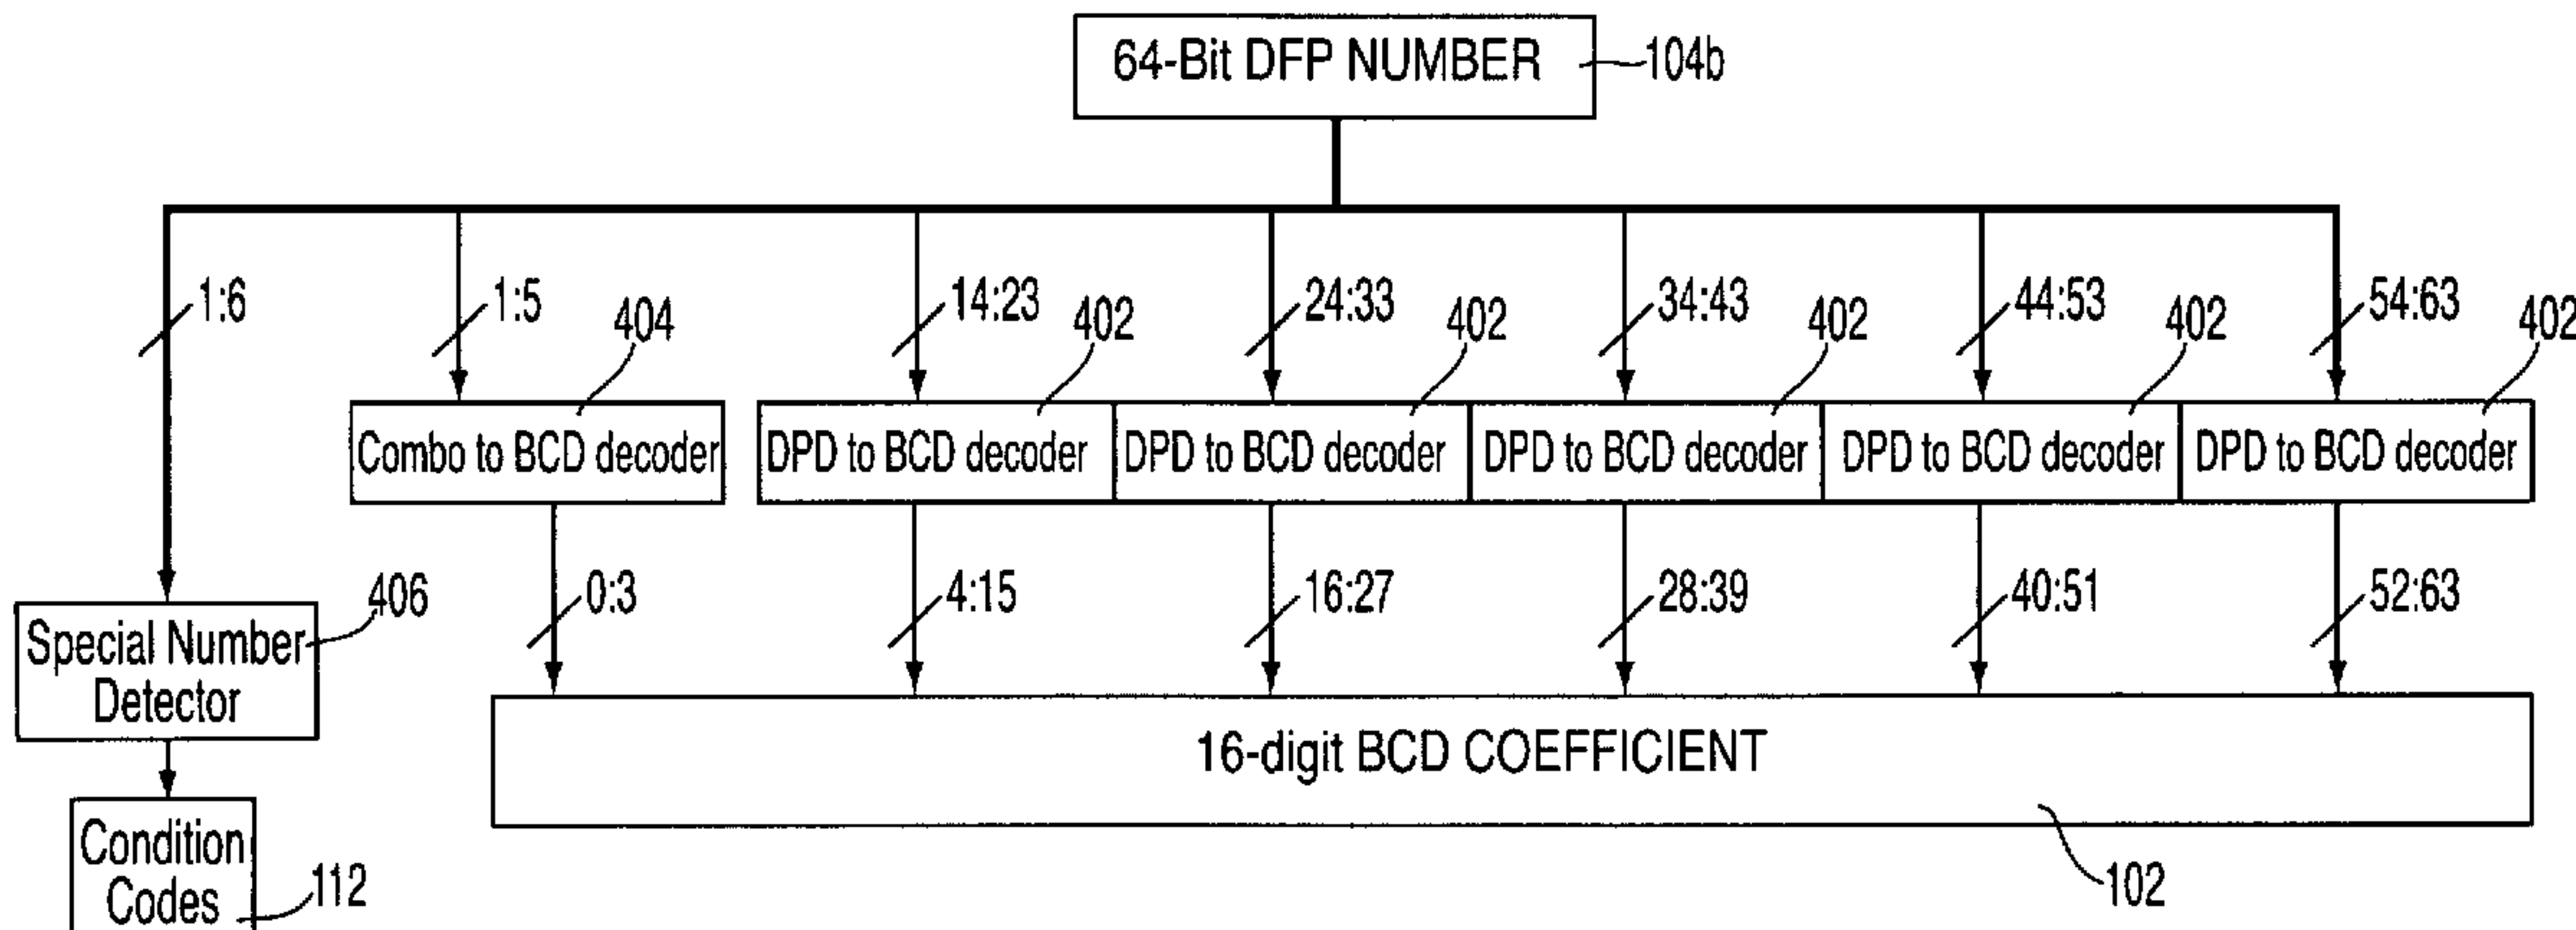 64-Bit DFP NUMBER
104b
1:6
1:5
14:23
24:33
34:43
44:53
54:63
404
402
402
402
402
402
Combo to BCD decoder
DPD to BCD decoder
DPD to BCD decoder
DPD to BCD decoder
DPD to BCD decoder
DPD to BCD decoder
0:3
4:15
16:27
28:39
40:51
52:63
406
Special Number
Detector
16-digit BCD COEFFICIENT
102
Condition
Codes
112